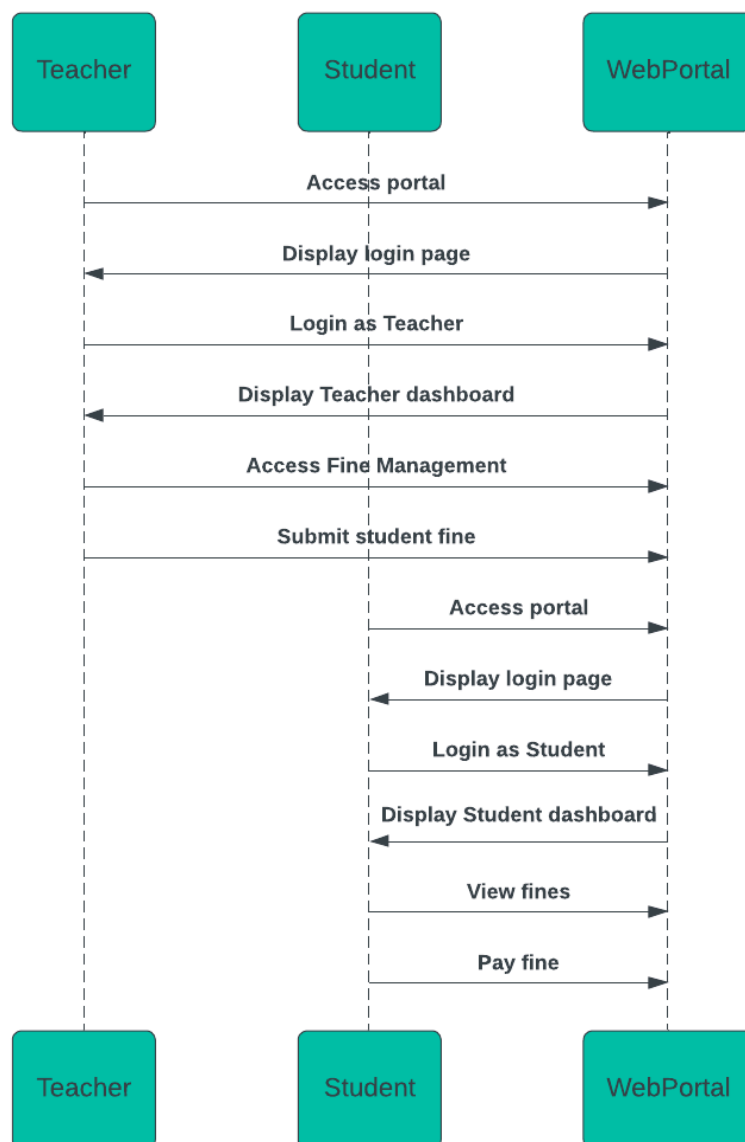 Teacher
Student
WebPortal
Access portal
Display login page
Login as Teacher
Display Teacher dashboard
Access Fine Management
Submit student fine
Access portal
Display login page
Login as Student
Display Student dashboard
View fines
Pay fine
Teacher
Student
WebPortal